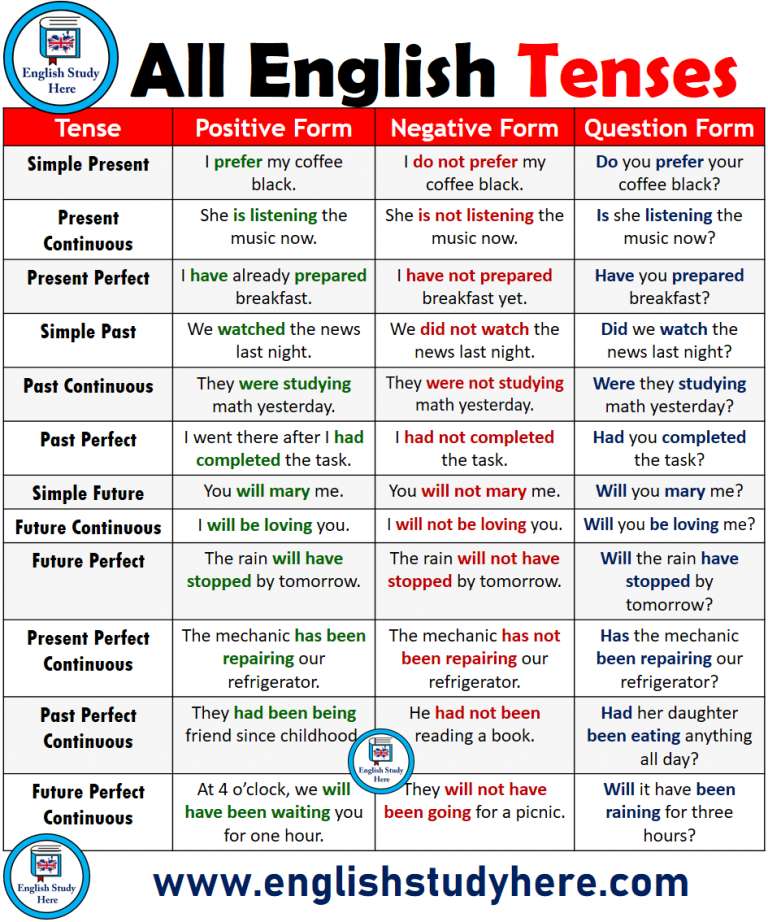 English Study
Here
All English Tenses
Tense
Positive Form
Negative Form
Question Form
Simple Present
I prefer my coffee
black.
I do not prefer my
coffee black.
Do you prefer your
coffee black?
Present
Continuous
She is listening the
music now.
She is not listening the
music now.
Is she listening the
music now?
Present Perfect
I have already prepared
breakfast.
I have not prepared
breakfast yet.
Have you prepared
breakfast?
Simple Past
We watched the news
last night.
We did not watch the
news last night.
Did we watch the
news last night?
Past Continuous
They were studying
math yesterday.
They were not studying
math yesterday.
Were they studying
math yesterday?
Past Perfect
I went there after I had
completed the task.
I had not completed
the task.
Had you completed
the task?
Simple Future
You will mary me.
You will not mary me.
Will you mary me?
Future Continuous
I will be loving you.
I will not be loving you.
Will you be loving me?
Future Perfect
The rain will have
stopped by tomorrow.
The rain will not have
stopped by tomorrow.
Will the rain have
stopped by
tomorrow?
Present Perfect
Continuous
The mechanic has been
repairing our
refrigerator.
The mechanic has not
been repairing our
refrigerator.
Has the mechanic
been repairing our
refrigerator?
Past Perfect
Continuous
They had been being
friend since childhood
He had not been
reading a book.
Had her daughter
been eating anything
all day?
English Study
Here
Future Perfect
Continuous
At 4 o’clock, we will
have been waiting you
for one hour.
They will not have
been going for a picnic.
Will it have been
raining for three
hours?
English Study
Here
www.englishstudyhere.com